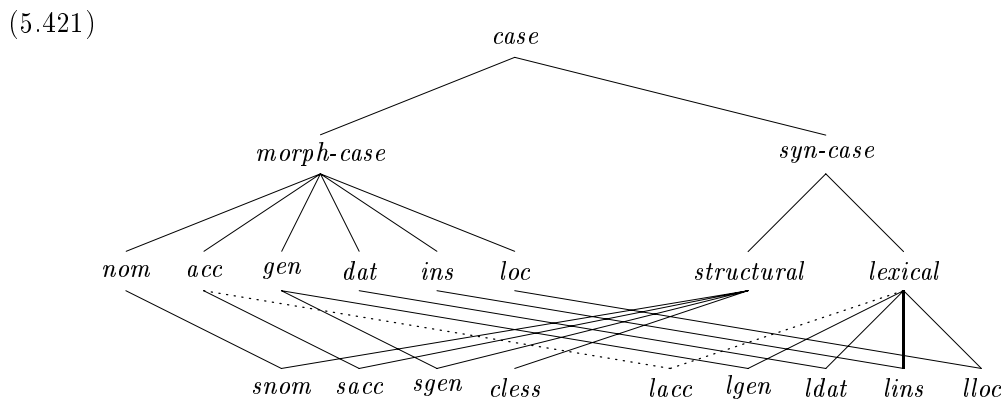 (5.421)
case
morph-case syn-case
nom acc gen dat ins loc structural lexical
snom sacc sgen cless lacc lgen ldat lins lloc